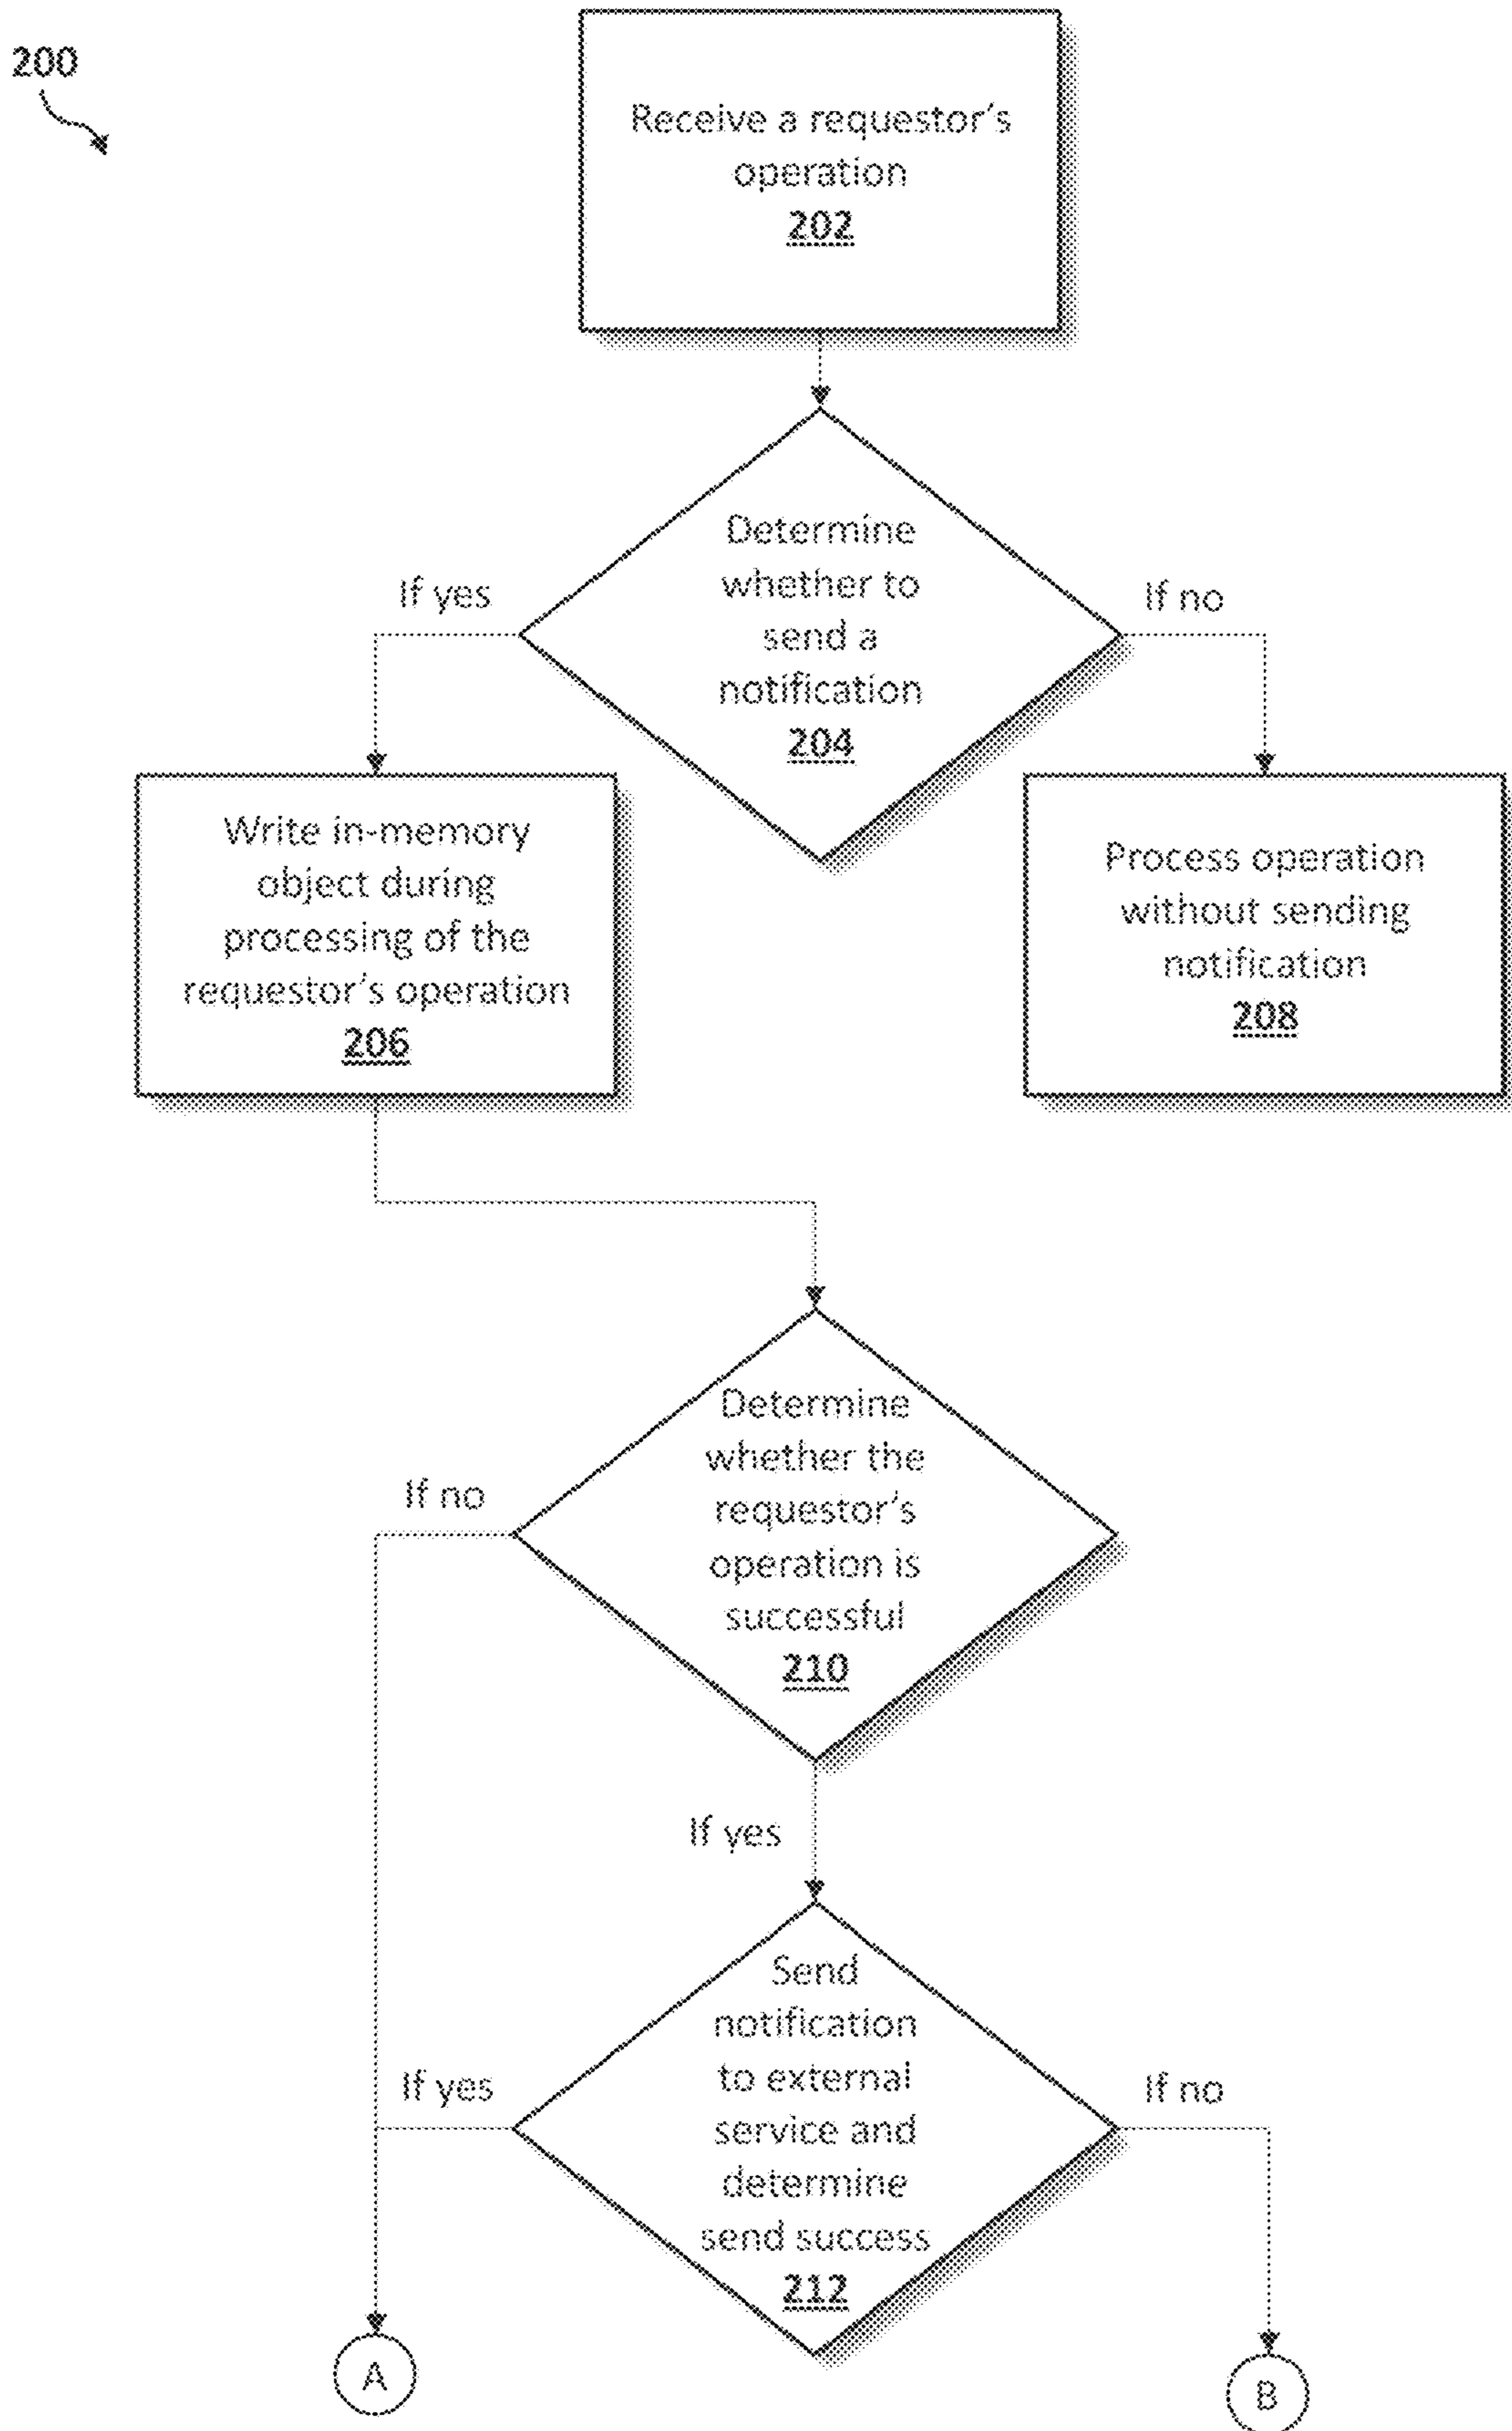 200
Receive a requestor's
operation
202
Determine
whether to
send a
notification
204
If yes
If no
Write in-memory
object during
processing of the
requestor's operation
206
Process operation
without sending
notification
208
Determine
whether the
requestor's
operation is
successful
210
If no
If yes
Send
notification
to external
service and
determine
send success
212
If yes
If no
A
B